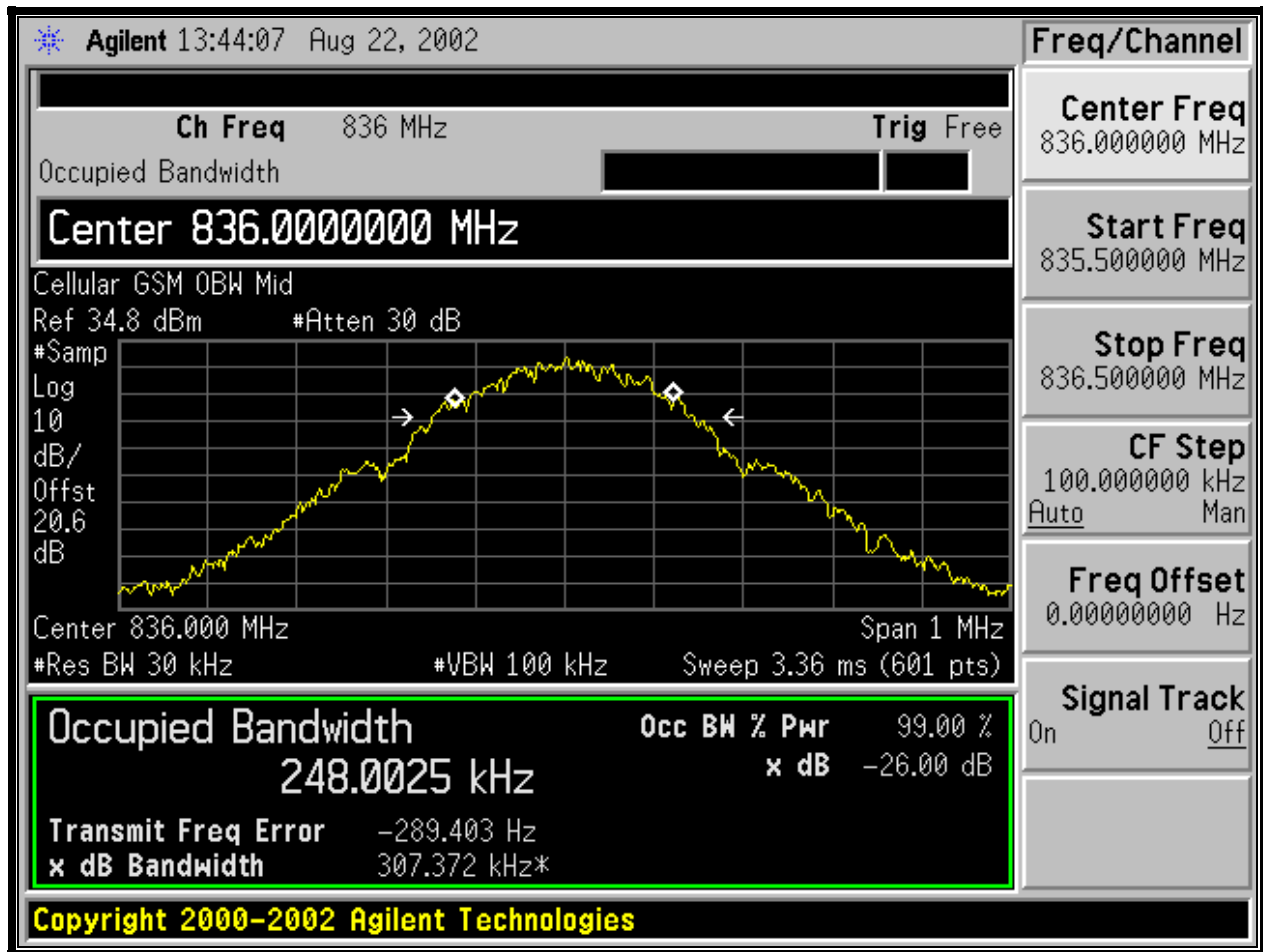 Agilent 13:44:07 Aug 22, 2002
Ch Freq 836 MHz Trig Free
Occupied Bandwidth
Center 836.0000000 MHz
Cellular GSM OBW Mid
Ref 34.8 dBm #Atten 30 dB
#Samp
Log
10
dB/
Offst
20.6
dB
Center 836.000 MHz Span 1 MHz
#Res BW 30 kHz #VBW 100 kHz Sweep 3.36 ms (601 pts)
Occupied Bandwidth
248.0025 kHz
Occ BW % Pwr 99.00 %
x dB -26.00 dB
Transmit Freq Error -289.403 Hz
x dB Bandwidth 307.372 kHz*
Copyright 2000-2002 Agilent Technologies
Freq/Channel
Center Freq
836.000000 MHz
Start Freq
835.500000 MHz
Stop Freq
836.500000 MHz
CF Step
100.000000 kHz
Auto Man
Freq Offset
0.00000000 Hz
Signal Track
On Off